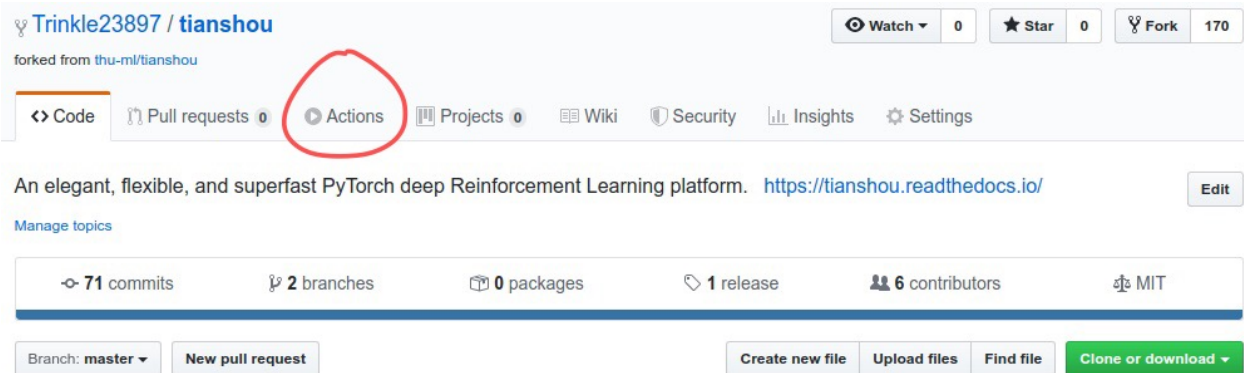 Trinkle23897 / tianshou Watch 0 Star 0 Fork 170
forked from thu-ml/tianshou
<> Code Pull requests 0 Actions Projects 0 Wiki Security Insights Settings
An elegant, flexible, and superfast PyTorch deep Reinforcement Learning platform. https://tianshou.readthedocs.io/ Edit
Manage topics
71 commits 2 branches 0 packages 1 release 6 contributors MIT
Branch: master New pull request Create new file Upload files Find file Clone or download